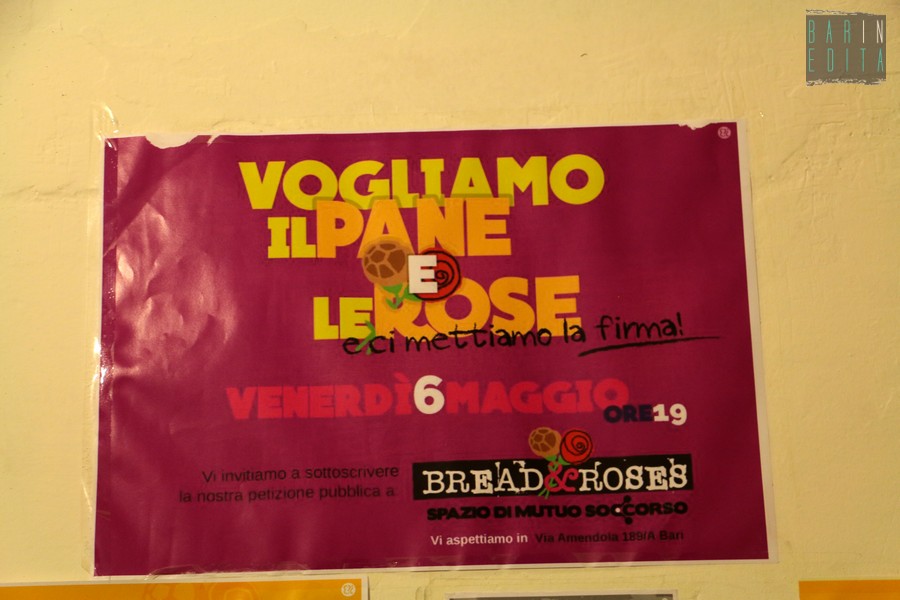 BARIN
EDITA
VOGLIAMO
IL PANE
E
LE ROSE
e ci mettiamo la firma!
VENERDÌ 6 MAGGIO ORE 19
Vi invitiamo a sottoscrivere
la nostra petizione pubblica a:
BREAD & ROSES
SPAZIO DI MUTUO SOCCORSO
Vi aspettiamo in Via Amendola 189/A Bari